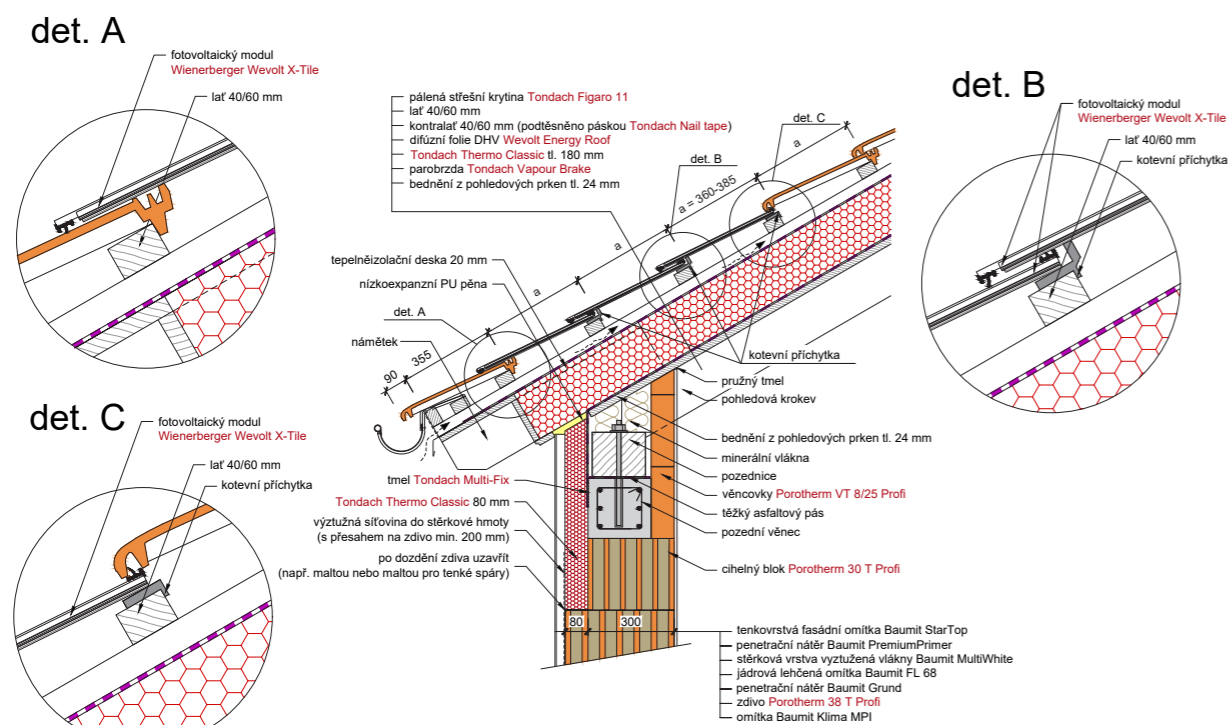 det. A
fotovoltaický modul
Wienerberger Wevolt X-Tile
lať 40/60 mm
pálená střešní krytina Tondach Figaro 11
lať 40/60 mm
kontralať 40/60 mm (podtěsněno páskou Tondach Nail tape)
difúzní folie DHV Wevolt Energy Roof
Tondach Thermo Classic tl. 180 mm
parobrzda Tondach Vapour Brake
bednění z pohledových prken tl. 24 mm
det. C
det. B
a
a = 360-385
a
a
tepelněizolační deska 20 mm
nízkoexpanzní PU pěna
det. A
námětek
355
90
kotevní příchytka
pružný tmel
pohledová krokev
bednění z pohledových prken tl. 24 mm
minerální vlákna
pozednice
věncovky Porotherm VT 8/25 Profi
těžký asfaltový pás
pozední věnec
cihelný blok Porotherm 30 T Profi
tmel Tondach Multi-Fix
Tondach Thermo Classic 80 mm
výztužná síťovina do stěrkové hmoty
(s přesahem na zdivo min. 200 mm)
po dozdění zdiva uzavřít
(např. maltou nebo maltou pro tenké spáry)
80
300
tenkovrstvá fasádní omítka Baumit StarTop
penetrační nátěr Baumit PremiumPrimer
stěrková vrstva vyztužená vlákny Baumit MultiWhite
jádrová lehčená omítka Baumit FL 68
penetrační nátěr Baumit Grund
zdivo Porotherm 38 T Profi
omítka Baumit Klima MPI
det. B
fotovoltaický modul
Wienerberger Wevolt X-Tile
lať 40/60 mm
kotevní příchytka
det. C
fotovoltaický modul
Wienerberger Wevolt X-Tile
lať 40/60 mm
kotevní příchytka